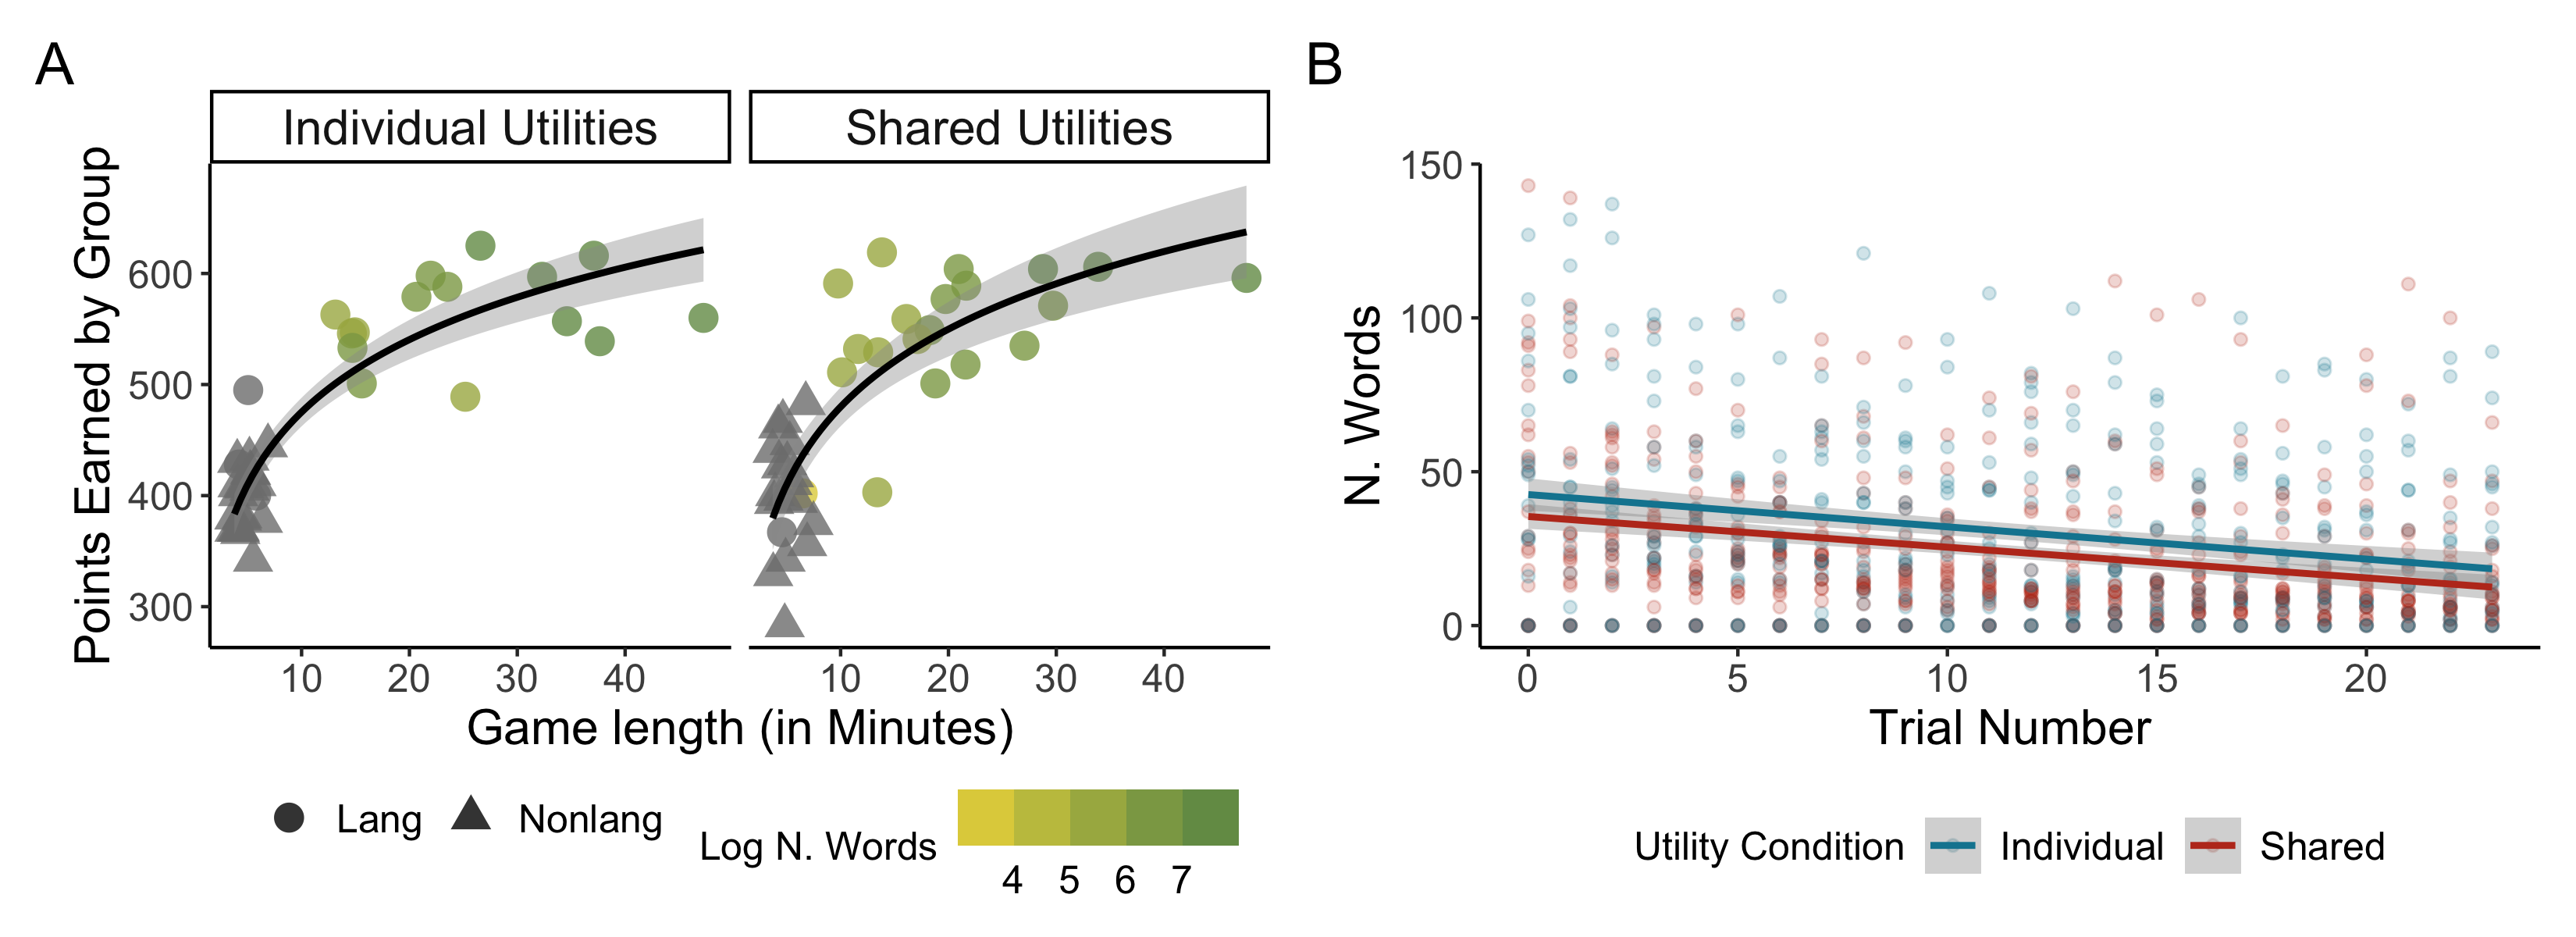 A
B
Individual Utilities
Shared Utilities
Points Earned by Group
600
500
400
300
10 20 30 40
10 20 30 40
Game length (in Minutes)
Lang
Nonlang
Log N. Words
4 5 6 7
N. Words
150
100
50
0
0 5 10 15 20
Trial Number
Utility Condition
Individual
Shared